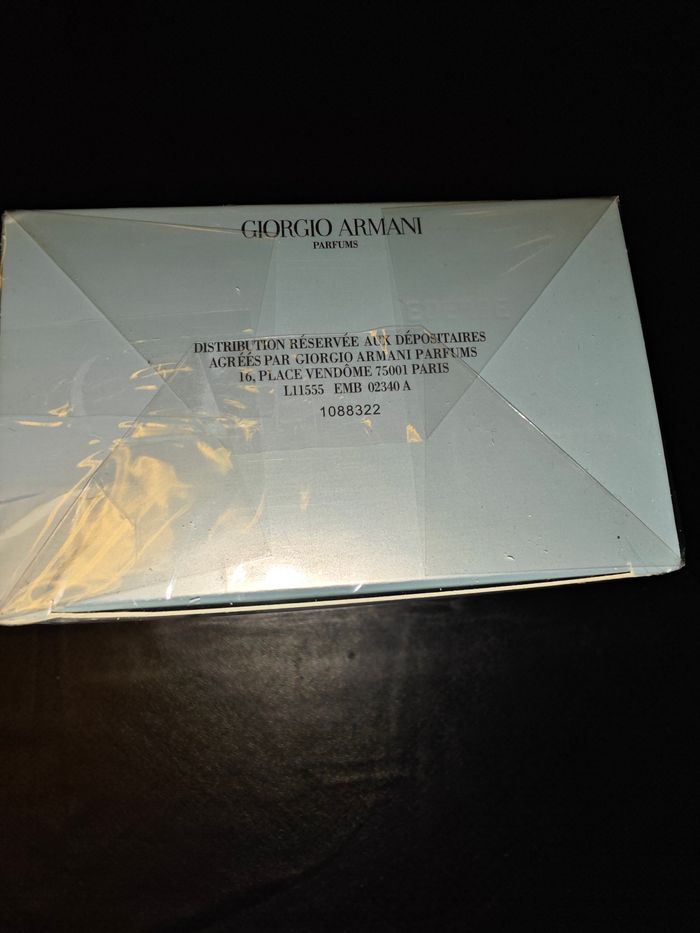 GIORGIO ARMANI
PARFUMS
DISTRIBUTION RÉSERVÉE AUX DÉPOSITAIRES
AGRÉÉS PAR GIORGIO ARMANI PARFUMS
16, PLACE VENDÔME 75001 PARIS
L11555 EMB 02340 A
1088322